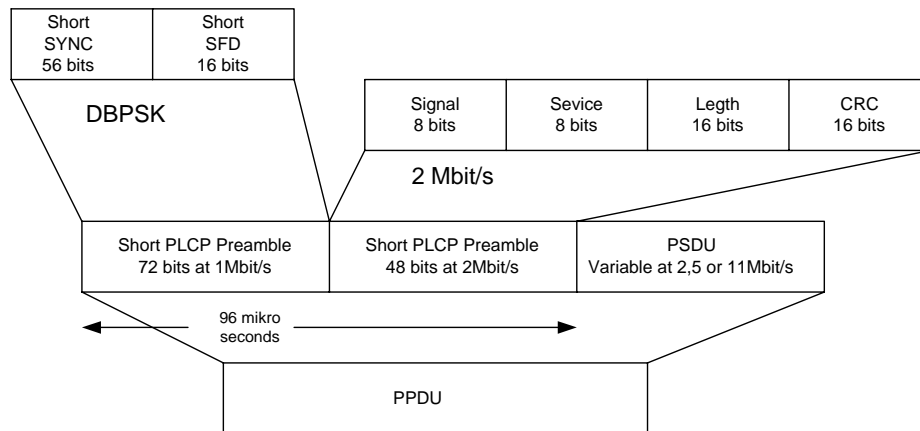 Short
SYNC
56 bits
Short
SFD
16 bits
DBPSK
Signal
8 bits
Sevice
8 bits
Legth
16 bits
CRC
16 bits
2 Mbit/s
Short PLCP Preamble
72 bits at 1Mbit/s
Short PLCP Preamble
48 bits at 2Mbit/s
PSDU
Variable at 2,5 or 11Mbit/s
96 mikro
seconds
PPDU